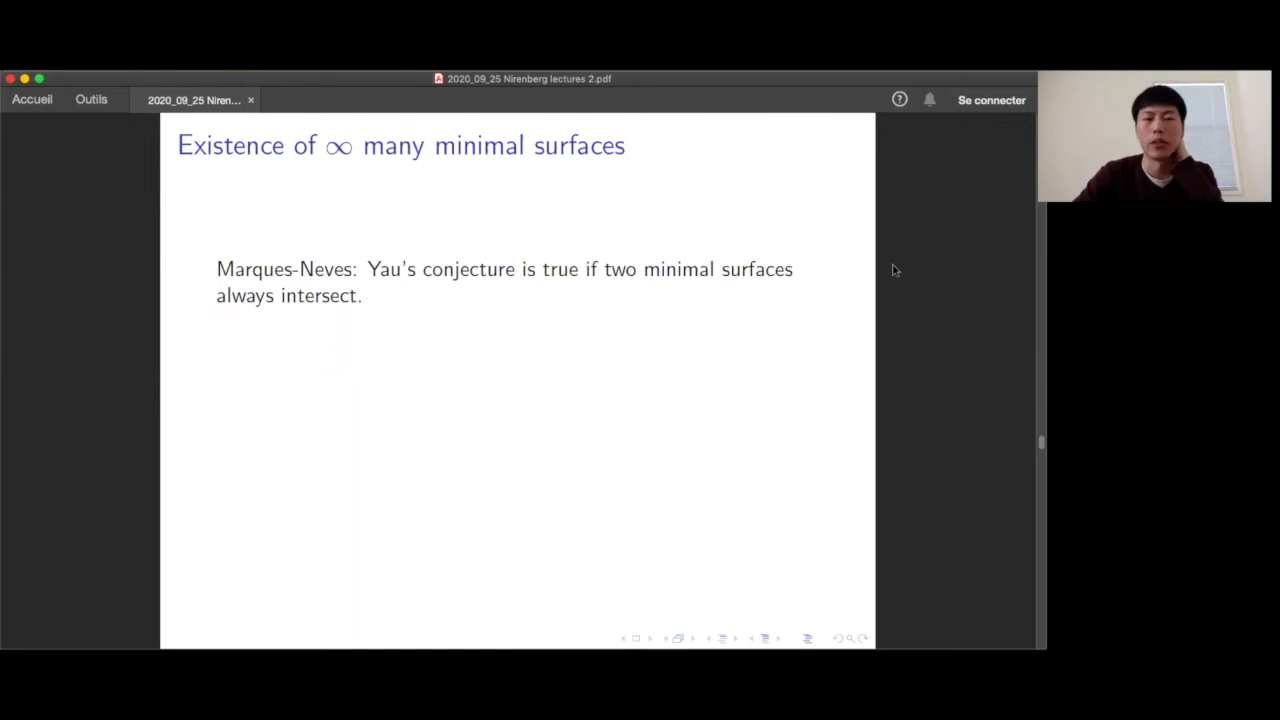 2020_09_25 Nirenberg lectures 2.pdf
Accueil Outils 2020_09_25 Niren... × ? Se connecter
Existence of ∞ many minimal surfaces
Marques-Neves: Yau's conjecture is true if two minimal surfaces
always intersect.